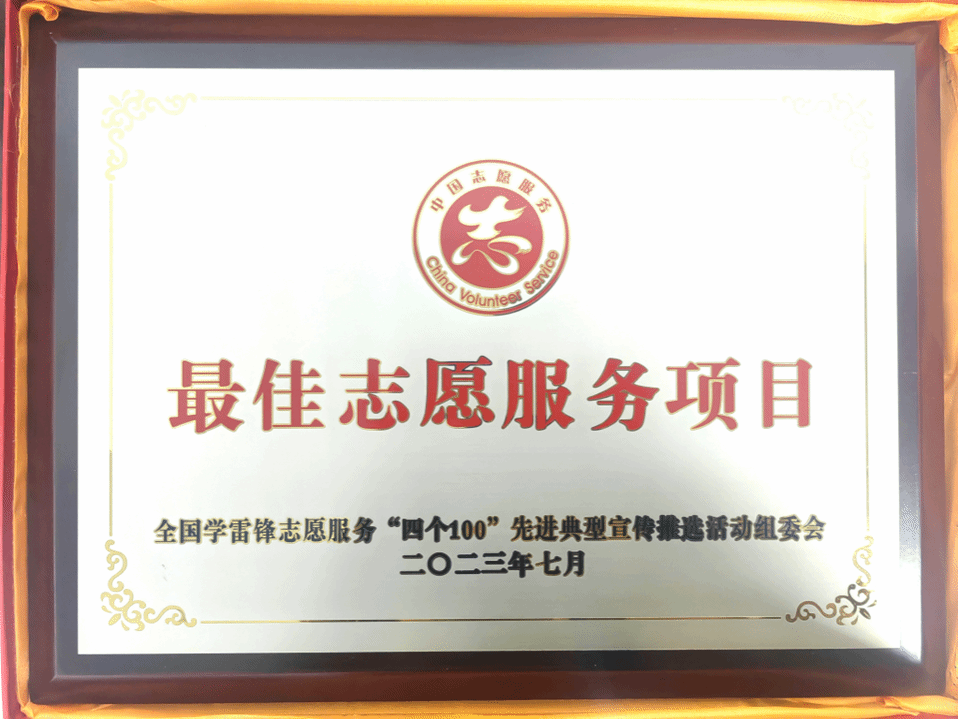 中国志愿服务
志
China Volunteer Service
最佳志愿服务项目
全国学雷锋志愿服务“四个100”先进典型宣传推选活动组委会
二〇二三年七月